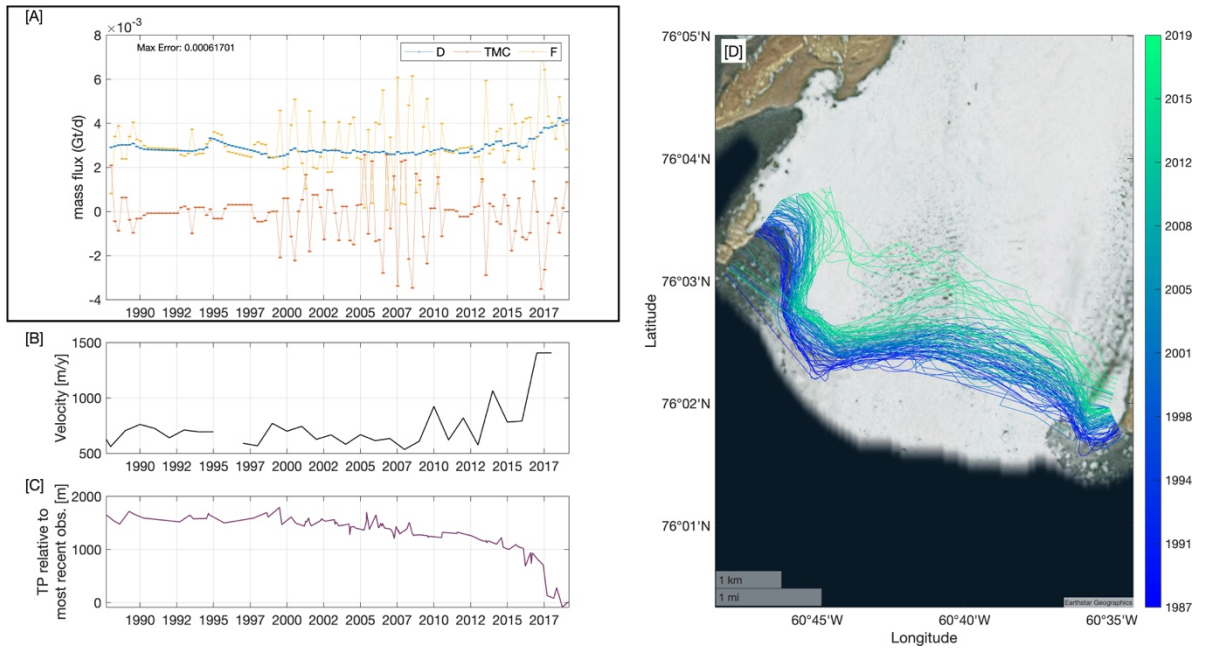 [A]
× 10⁻³
Max Error: 0.00061701
D TMC F
mass flux (Gt/d)
8
6
4
2
0
-2
-4
1990 1992 1995 1997 2000 2002 2005 2007 2010 2012 2015 2017
[B]
Velocity [m/y]
1500
1000
500
1990 1992 1995 1997 2000 2002 2005 2007 2010 2012 2015 2017
[C]
TP relative to
most recent obs. [m]
2000
1000
0
1990 1992 1995 1997 2000 2002 2005 2007 2010 2012 2015 2017
[D]
Latitude
76°05'N
76°04'N
76°03'N
76°02'N
76°01'N
1 km
1 mi
Earthstar Geographics
60°45'W 60°40'W 60°35'W
Longitude
2019
2015
2012
2008
2005
2001
1998
1994
1991
1987